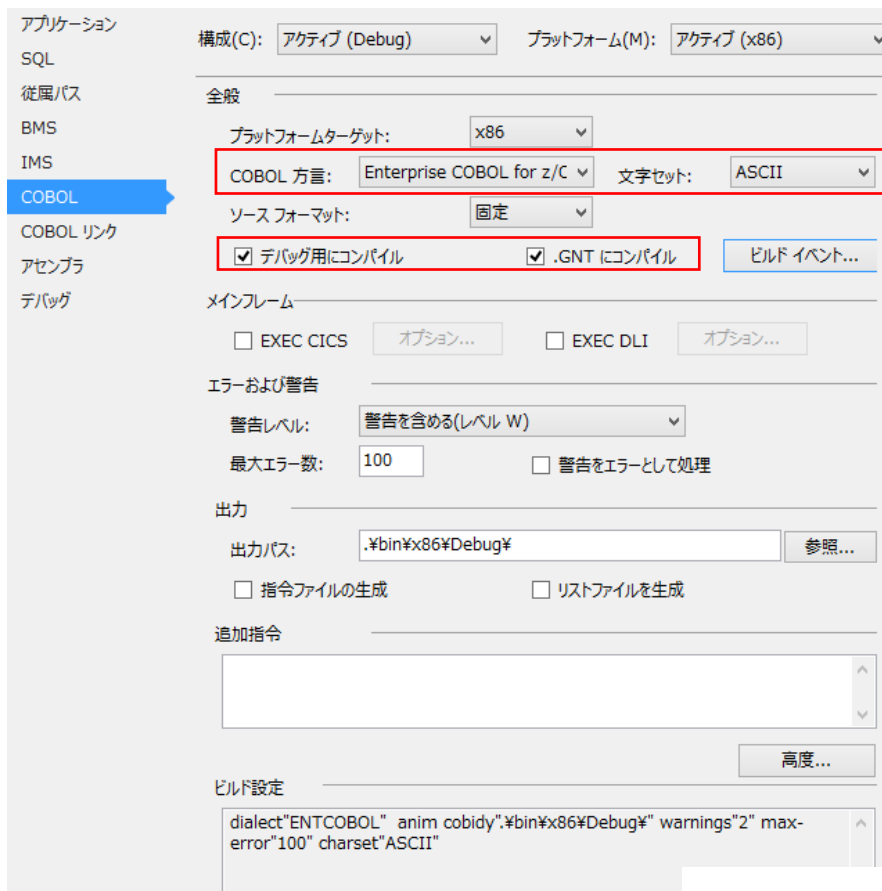 アプリケーション
SQL
従属パス
BMS
IMS
COBOL
COBOL リンク
アセンブラ
デバッグ
構成(C): アクティブ (Debug) プラットフォーム(M): アクティブ (x86)
全般
プラットフォームターゲット: x86
COBOL 方言: Enterprise COBOL for z/O 文字セット: ASCII
ソース フォーマット: 固定
デバッグ用にコンパイル .GNT にコンパイル ビルド イベント...
メインフレーム
EXEC CICS オプション... EXEC DLI オプション...
エラーおよび警告
警告レベル: 警告を含める(レベル W)
最大エラー数: 100 警告をエラーとして処理
出力
出力パス: .¥bin¥x86¥Debug¥ 参照...
指令ファイルの生成 リストファイルを生成
追加指令
高度...
ビルド設定
dialect"ENTCOBOL" anim cobidy".¥bin¥x86¥Debug¥" warnings"2" max-
error"100" charset"ASCII"